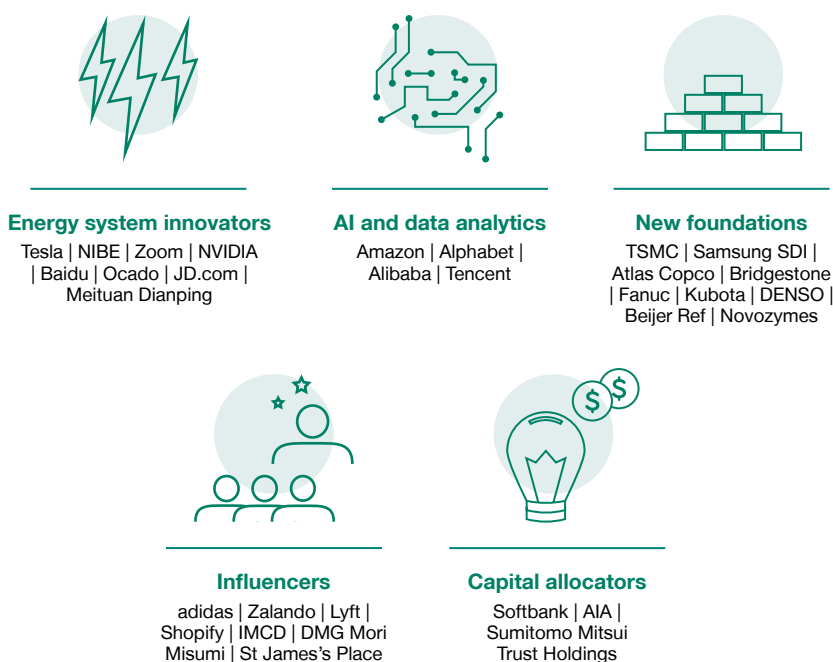 Energy system innovators
Tesla | NIBE | Zoom | NVIDIA
| Baidu | Ocado | JD.com |
Meituan Dianping
AI and data analytics
Amazon | Alphabet |
Alibaba | Tencent
New foundations
TSMC | Samsung SDI |
Atlas Copco | Bridgestone
| Fanuc | Kubota | DENSO |
Beijer Ref | Novozymes
$ $
Influencers
adidas | Zalando | Lyft |
Shopify | IMCD | DMG Mori
Misumi | St James's Place
Capital allocators
Softbank | AIA |
Sumitomo Mitsui
Trust Holdings